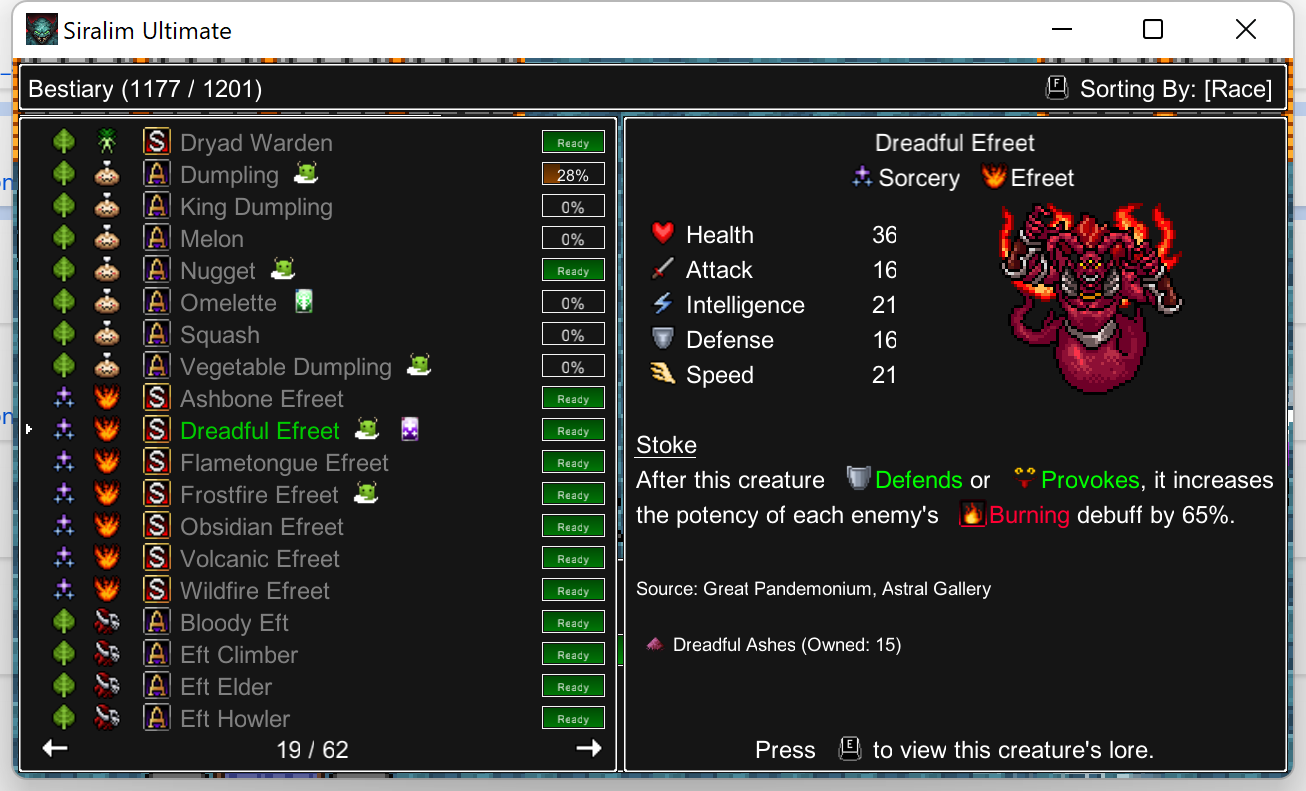 Siralim Ultimate
Bestiary (1177 / 1201)
F Sorting By: [Race]
S Dryad Warden Ready
A Dumpling 28%
A King Dumpling 0%
A Melon 0%
A Nugget Ready
A Omelette 0%
A Squash 0%
A Vegetable Dumpling 0%
S Ashbone Efreet Ready
S Dreadful Efreet Ready
S Flametongue Efreet Ready
S Frostfire Efreet Ready
S Obsidian Efreet Ready
S Volcanic Efreet Ready
S Wildfire Efreet Ready
A Bloody Eft Ready
A Eft Climber Ready
A Eft Elder Ready
A Eft Howler Ready
19 / 62
Dreadful Efreet
Sorcery Efreet
Health 36
Attack 16
Intelligence 21
Defense 16
Speed 21
Stoke
After this creature Defends or Provokes, it increases
the potency of each enemy's Burning debuff by 65%.
Source: Great Pandemonium, Astral Gallery
Dreadful Ashes (Owned: 15)
Press E to view this creature's lore.